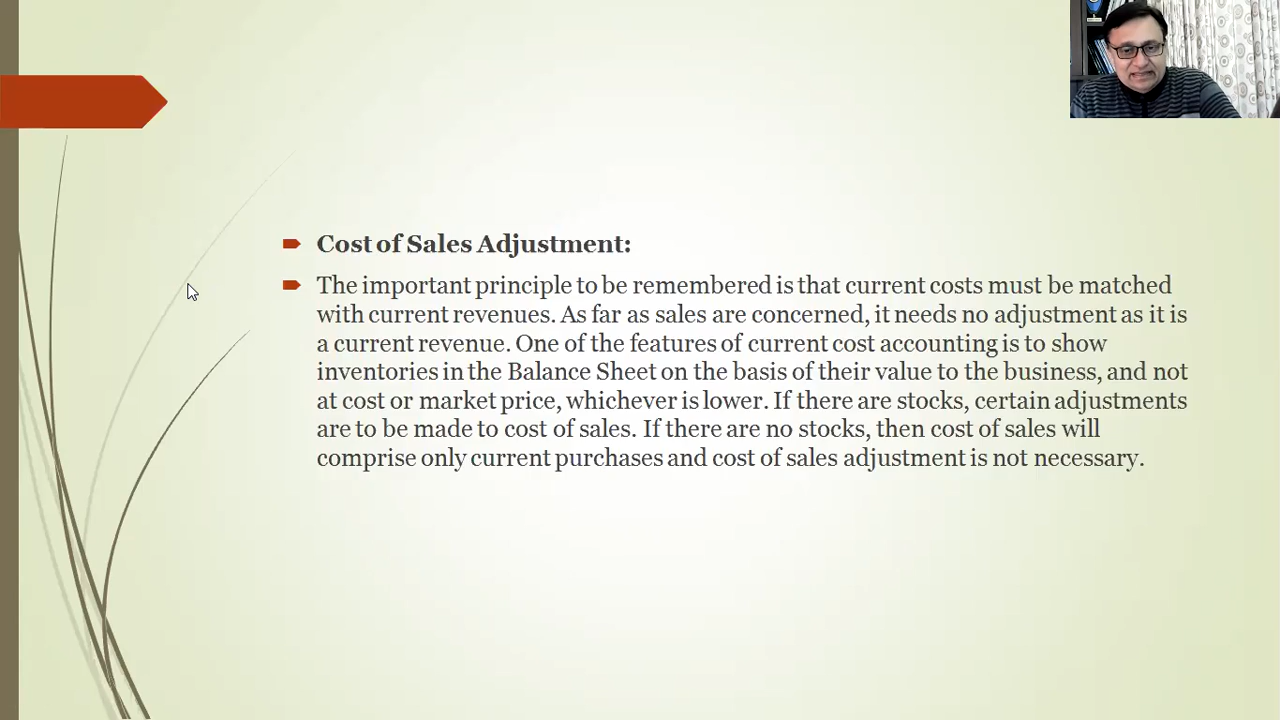 Cost of Sales Adjustment:
The important principle to be remembered is that current costs must be matched
with current revenues. As far as sales are concerned, it needs no adjustment as it is
a current revenue. One of the features of current cost accounting is to show
inventories in the Balance Sheet on the basis of their value to the business, and not
at cost or market price, whichever is lower. If there are stocks, certain adjustments
are to be made to cost of sales. If there are no stocks, then cost of sales will
comprise only current purchases and cost of sales adjustment is not necessary.